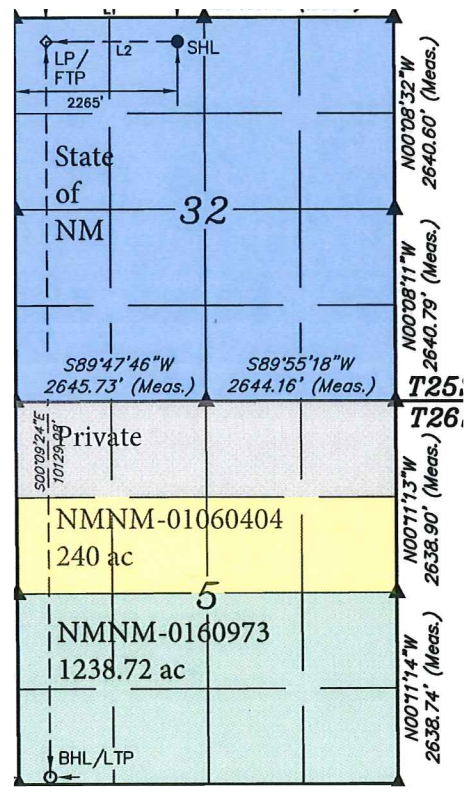 L2
SHL
LP/
FTP
2265'
State
of
NM
32
N00°08'32"W
2640.60' (Meas.)
N00°08'11"W
2640.79' (Meas.)
S89°47'46"W
2645.73' (Meas.)
S89°55'18"W
2644.16' (Meas.)
T25
T26
S00°09'24"E
10129.98'
Private
N00°11'13"W
2638.90' (Meas.)
NMNM-01060404
240 ac
5
NMNM-0160973
1238.72 ac
N00°11'14"W
2638.74' (Meas.)
BHL/LTP